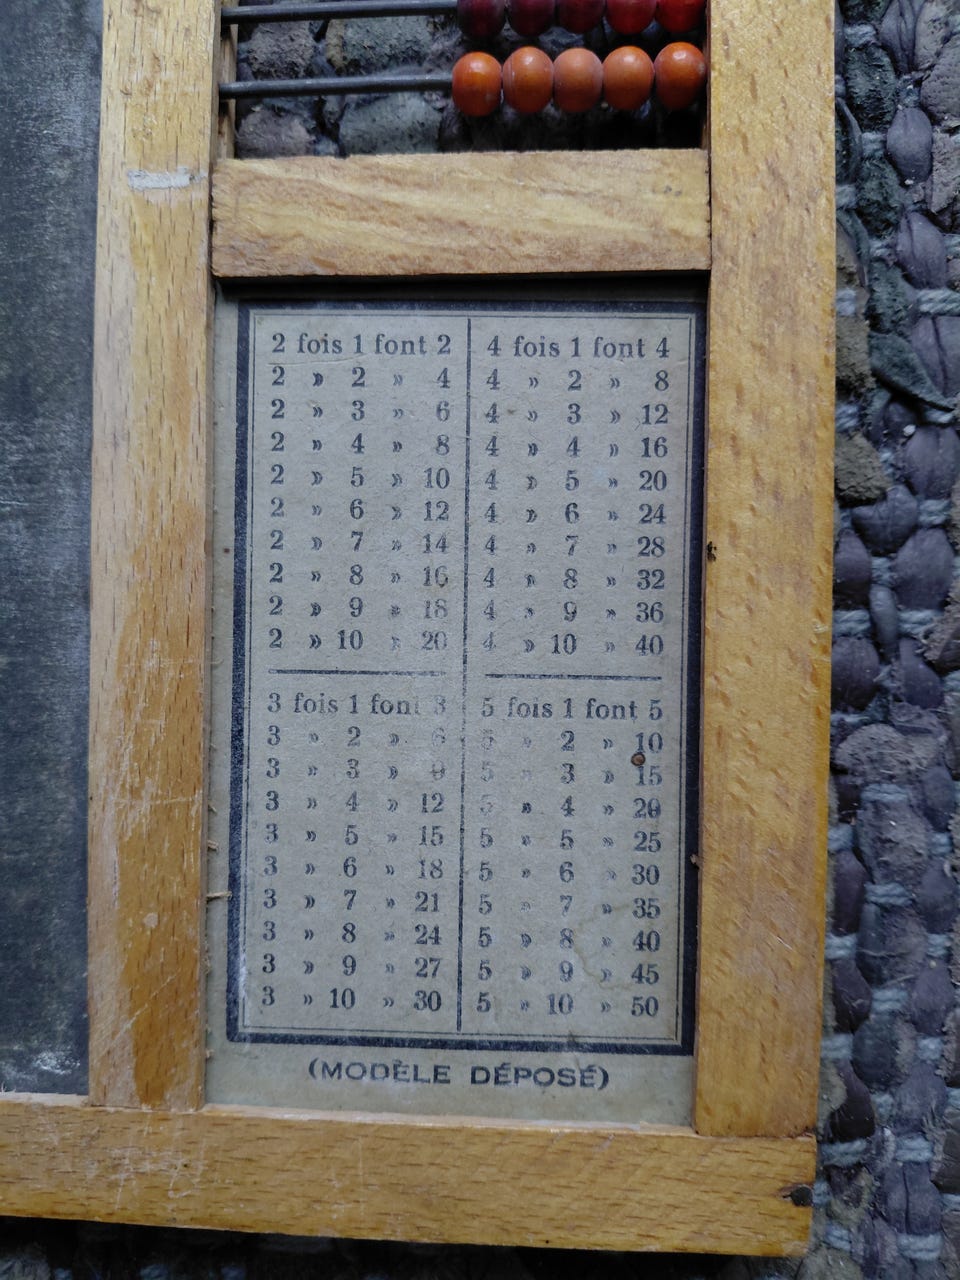 2 fois 1 font 2
2 » 2 » 4
2 » 3 » 6
2 » 4 » 8
2 » 5 » 10
2 » 6 » 12
2 » 7 » 14
2 » 8 » 16
2 » 9 » 18
2 » 10 » 20
3 fois 1 font 3
3 » 2 » 6
3 » 3 » 9
3 » 4 » 12
3 » 5 » 15
3 » 6 » 18
3 » 7 » 21
3 » 8 » 24
3 » 9 » 27
3 » 10 » 30
4 fois 1 font 4
4 » 2 » 8
4 » 3 » 12
4 » 4 » 16
4 » 5 » 20
4 » 6 » 24
4 » 7 » 28
4 » 8 » 32
4 » 9 » 36
4 » 10 » 40
5 fois 1 font 5
5 » 2 » 10
5 » 3 » 15
5 » 4 » 20
5 » 5 » 25
5 » 6 » 30
5 » 7 » 35
5 » 8 » 40
5 » 9 » 45
5 » 10 » 50
(MODÈLE DÉPOSÉ)